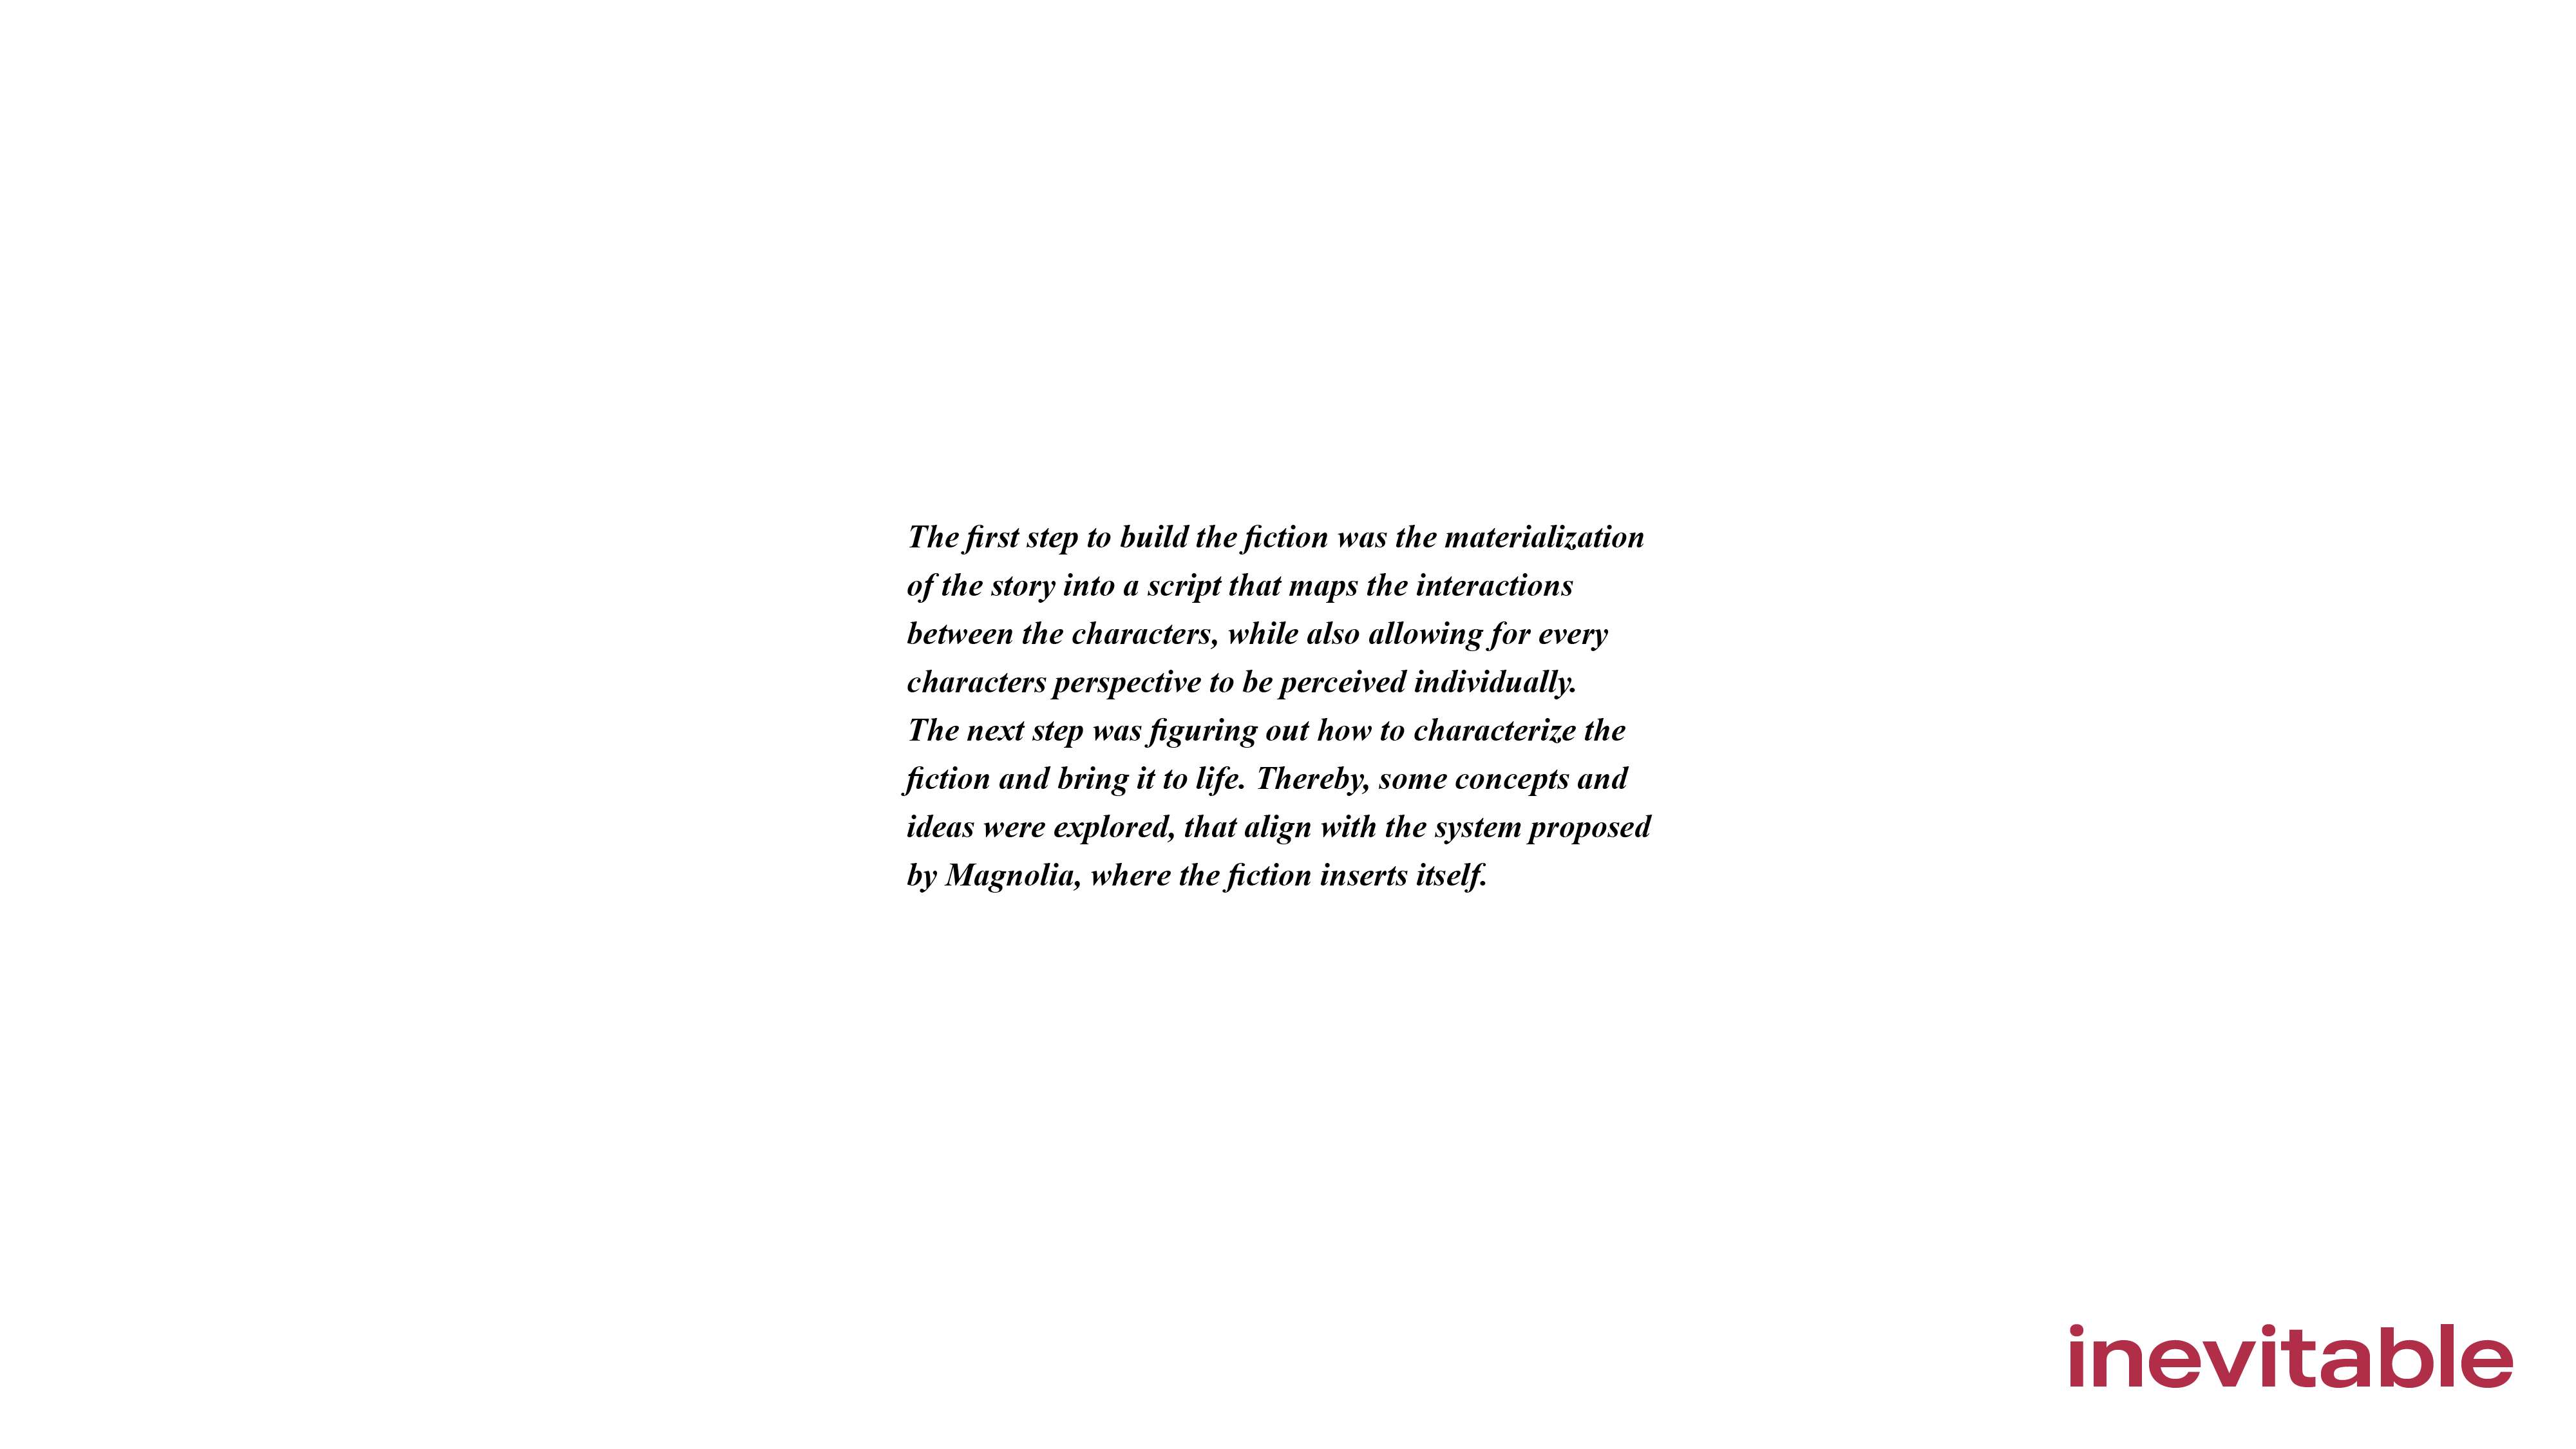 The first step to build the fiction was the materialization
of the story into a script that maps the interactions
between the characters, while also allowing for every
characters perspective to be perceived individually.
The next step was figuring out how to characterize the
fiction and bring it to life. Thereby, some concepts and
ideas were explored, that align with the system proposed
by Magnolia, where the fiction inserts itself.
inevitable